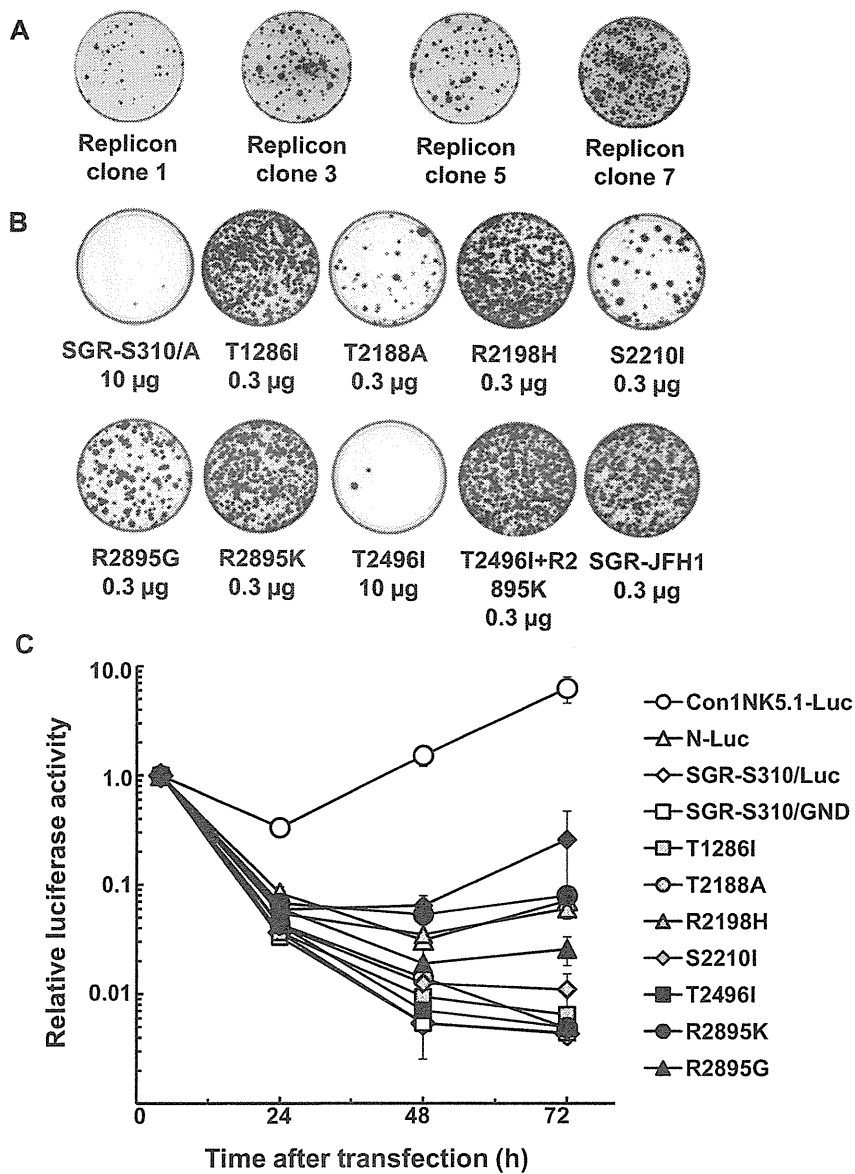 A
Replicon clone 1
Replicon clone 3
Replicon clone 5
Replicon clone 7
B
SGR-S310/A
10 µg
T1286I
0.3 µg
T2188A
0.3 µg
R2198H
0.3 µg
S2210I
0.3 µg
R2895G
0.3 µg
R2895K
0.3 µg
T2496I
10 µg
T2496I+R2
895K
0.3 µg
SGR-JFH1
0.3 µg
C
Relative luciferase activity
10.0
1.0
0.1
0.01
0
24
48
72
Time after transfection (h)
Con1NK5.1-Luc
N-Luc
SGR-S310/Luc
SGR-S310/GND
T1286I
T2188A
R2198H
S2210I
T2496I
R2895K
R2895G